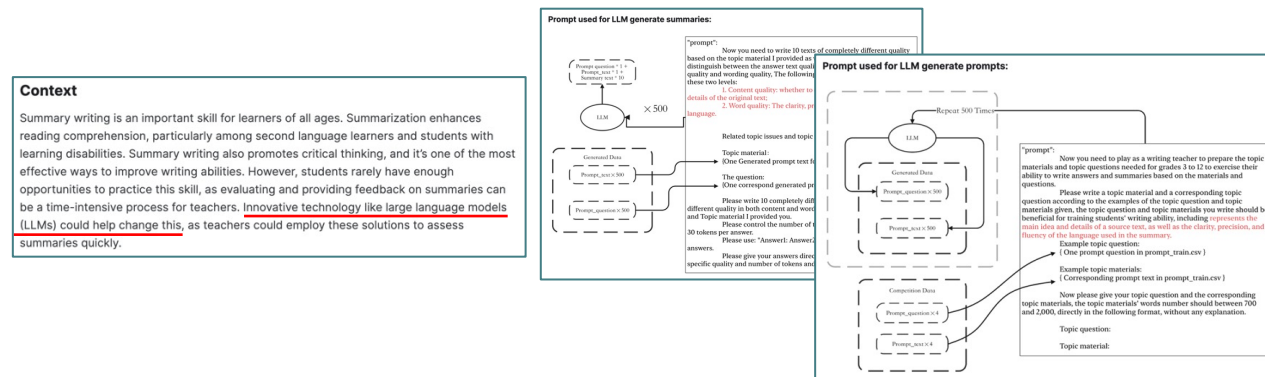 Context
Summary writing is an important skill for learners of all ages. Summarization enhances
reading comprehension, particularly among second language learners and students with
learning disabilities. Summary writing also promotes critical thinking, and it's one of the most
effective ways to improve writing abilities. However, students rarely have enough
opportunities to practice this skill, as evaluating and providing feedback on summaries can
be a time-intensive process for teachers. Innovative technology like large language models
(LLMs) could help change this, as teachers could employ these solutions to assess
summaries quickly.
Prompt used for LLM generate summaries:
Prompt question * 1 +
Prompt_text * 1 +
Summary text * 10
LLM
×500
Generated Data
Prompt_text×500
Prompt_question×500
"prompt":
Now you need to write 10 texts of completely different quality
based on the topic material I provided as
distinguish between the answer text qual
quality and wording quality, The following
these two levels:
1. Content quality: whether to
details of the original text;
2. Word quality: The clarity, pr
language.
Related topic issues and topic
Topic material:
{One Generated prompt text fo
The question:
{One correspond generated pr
Please write 10 completely diff
different quality in both content and word
and Topic material I provided you.
Please control the number of t
30 tokens per answer.
Please use: "Answer1: Answer2
answers.
Please give your answers direc
specific quality and number of tokens and
Prompt used for LLM generate prompts:
Repeat 500 Times
LLM
Generated Data
Prompt_question×500
Prompt_text×500
Competition Data
Prompt_question×4
Prompt_text×4
"prompt":
Now you need to play as a writing teacher to prepare the topic
materials and topic questions needed for grades 3 to 12 to exercise their
ability to write answers and summaries based on the materials and
questions.
Please write a topic material and a corresponding topic
question according to the examples of the topic question and topic
materials given, the topic question and topic materials you write should be
beneficial for training students' writing ability, including represents the
main idea and details of a source text, as well as the clarity, precision, and
fluency of the language used in the summary.
Example topic question:
{ One prompt question in prompt_train.csv }
Example topic materials:
{ Corresponding prompt text in prompt_train.csv }
Now please give your topic question and the corresponding
topic materials, the topic materials' words number should between 700
and 2,000, directly in the following format, without any explanation.
Topic question:
Topic material: